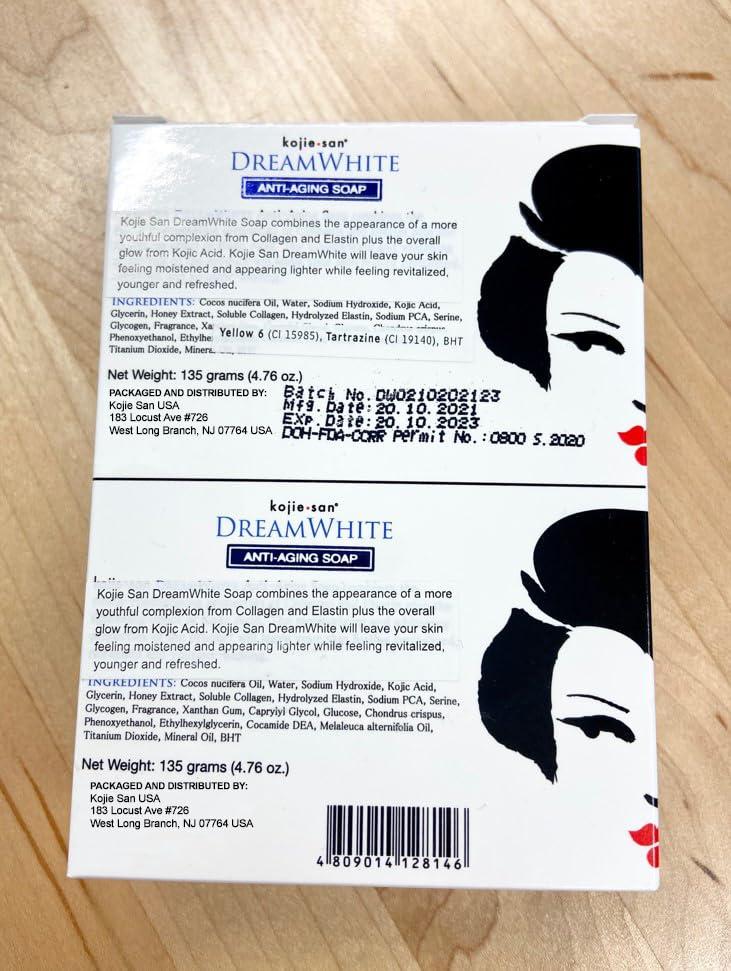 kojie·san®
DREAMWHITE
ANTI-AGING SOAP
Kojie San DreamWhite Soap combines the appearance of a more
youthful complexion from Collagen and Elastin plus the overall
glow from Kojic Acid. Kojie San DreamWhite will leave your skin
feeling moistened and appearing lighter while feeling revitalized,
younger and refreshed.
INGREDIENTS: Cocos nucifera Oil, Water, Sodium Hydroxide, Kojic Acid,
Glycerin, Honey Extract, Soluble Collagen, Hydrolyzed Elastin, Sodium PCA, Serine,
Glycogen, Fragrance, Xa
Yellow 6 (CI 15985), Tartrazine (CI 19140), BHT
Phenoxyethanol, Ethylhe
Titanium Dioxide, Minera
Net Weight: 135 grams (4.76 oz.)
PACKAGED AND DISTRIBUTED BY:
Kojie San USA
183 Locust Ave #726
West Long Branch, NJ 07764 USA
Batch No. DW0210202123
Mfg. Date: 20.10.2021
EXP. Date: 20.10.2023
DOH-FDA-CCRR Permit No.: 0800 S.2020
kojie·san®
DREAMWHITE
ANTI-AGING SOAP
Kojie San DreamWhite Soap combines the appearance of a more
youthful complexion from Collagen and Elastin plus the overall
glow from Kojic Acid. Kojie San DreamWhite will leave your skin
feeling moistened and appearing lighter while feeling revitalized,
younger and refreshed.
INGREDIENTS: Cocos nucifera Oil, Water, Sodium Hydroxide, Kojic Acid,
Glycerin, Honey Extract, Soluble Collagen, Hydrolyzed Elastin, Sodium PCA, Serine,
Glycogen, Fragrance, Xanthan Gum, Caprylyl Glycol, Glucose, Chondrus crispus,
Phenoxyethanol, Ethylhexylglycerin, Cocamide DEA, Melaleuca alternifolia Oil,
Titanium Dioxide, Mineral Oil, BHT
Net Weight: 135 grams (4.76 oz.)
PACKAGED AND DISTRIBUTED BY:
Kojie San USA
183 Locust Ave #726
West Long Branch, NJ 07764 USA
4 809014 128146